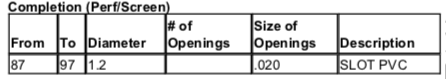 Completion (Perf/Screen)
# of Size of
From To Diameter Openings Openings Description
87 97 1.2 .020 SLOT PVC